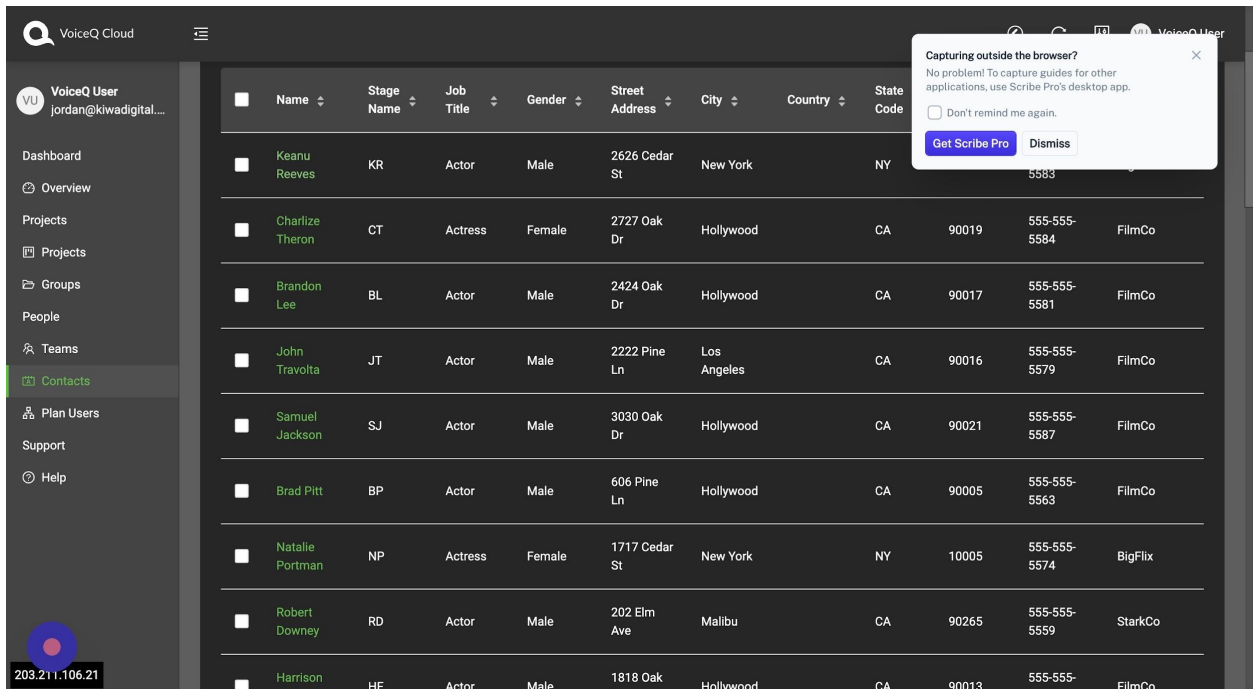 VoiceQ Cloud
VoiceQ User
VU
VoiceQ User
jordan@kiwadigital....
Dashboard
Overview
Projects
Projects
Groups
People
Teams
Contacts
Plan Users
Support
Help
203.211.106.21
Capturing outside the browser?
No problem! To capture guides for other
applications, use Scribe Pro's desktop app.
Don't remind me again.
Get Scribe Pro Dismiss
Name Stage Name Job Title Gender Street Address City Country State Code
Keanu Reeves KR Actor Male 2626 Cedar St New York NY 5583
Charlize Theron CT Actress Female 2727 Oak Dr Hollywood CA 90019 555-555-5584 FilmCo
Brandon Lee BL Actor Male 2424 Oak Dr Hollywood CA 90017 555-555-5581 FilmCo
John Travolta JT Actor Male 2222 Pine Ln Los Angeles CA 90016 555-555-5579 FilmCo
Samuel Jackson SJ Actor Male 3030 Oak Dr Hollywood CA 90021 555-555-5587 FilmCo
Brad Pitt BP Actor Male 606 Pine Ln Hollywood CA 90005 555-555-5563 FilmCo
Natalie Portman NP Actress Female 1717 Cedar St New York NY 10005 555-555-5574 BigFlix
Robert Downey RD Actor Male 202 Elm Ave Malibu CA 90265 555-555-5559 StarkCo
Harrison HF Actor Male 1818 Oak Hollywood CA 90013 555-555- FilmCo